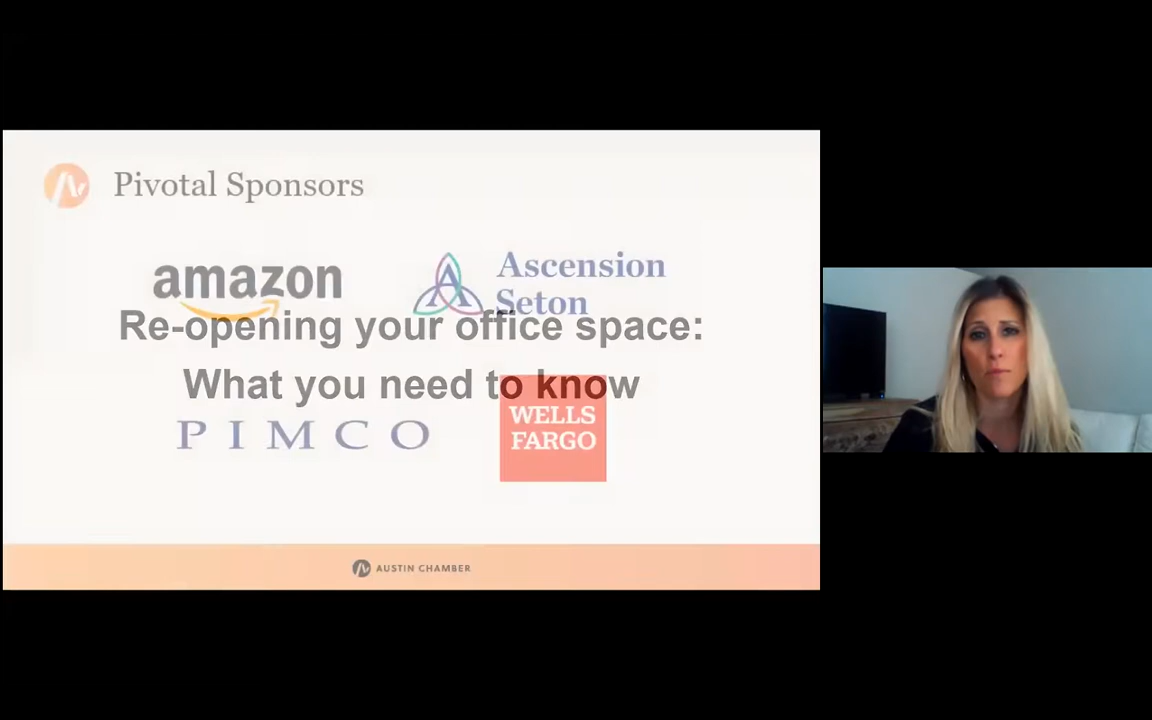 Pivotal Sponsors
amazon
Ascension
Seton
Re-opening your office space:
What you need to know
PIMCO
WELLS
FARGO
AUSTIN CHAMBER